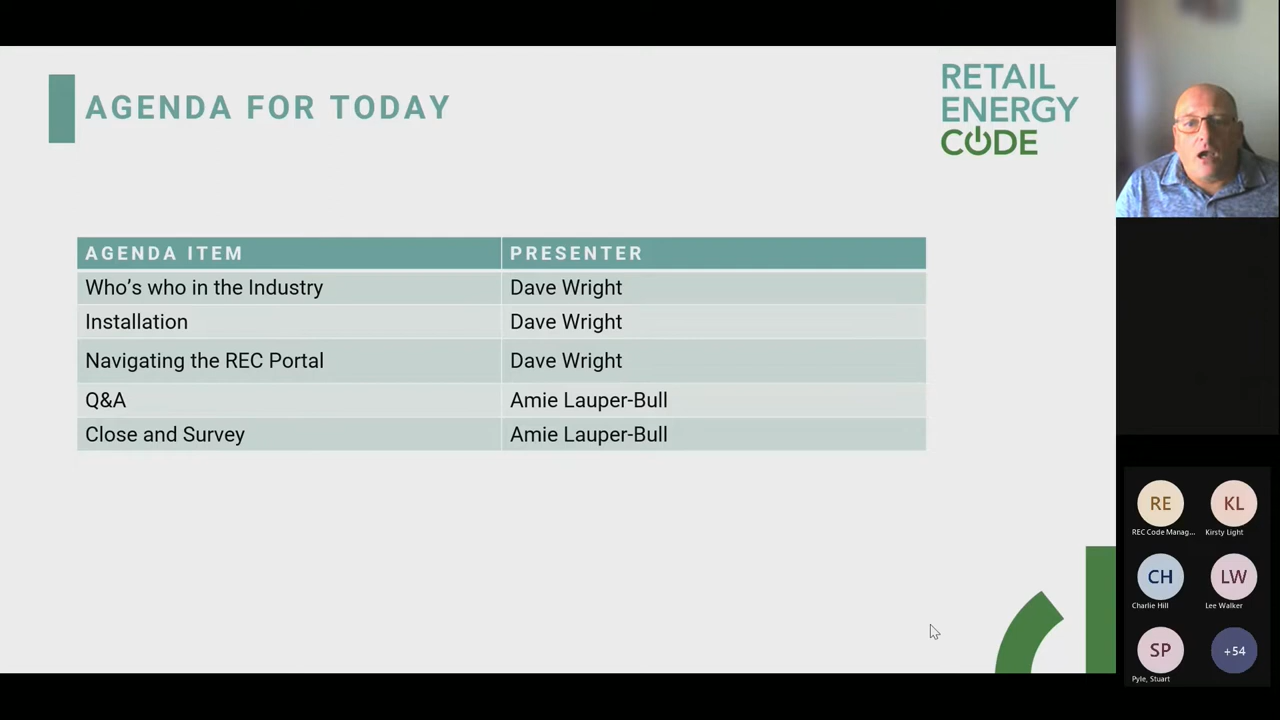 AGENDA FOR TODAY
RETAIL
ENERGY
CODE
AGENDA ITEM PRESENTER
Who's who in the Industry Dave Wright
Installation Dave Wright
Navigating the REC Portal Dave Wright
Q&A Amie Lauper-Bull
Close and Survey Amie Lauper-Bull
RE KL
REC Code Manag... Kirsty Light
CH LW
Charlie Hill Lee Walker
SP +54
Pyle, Stuart